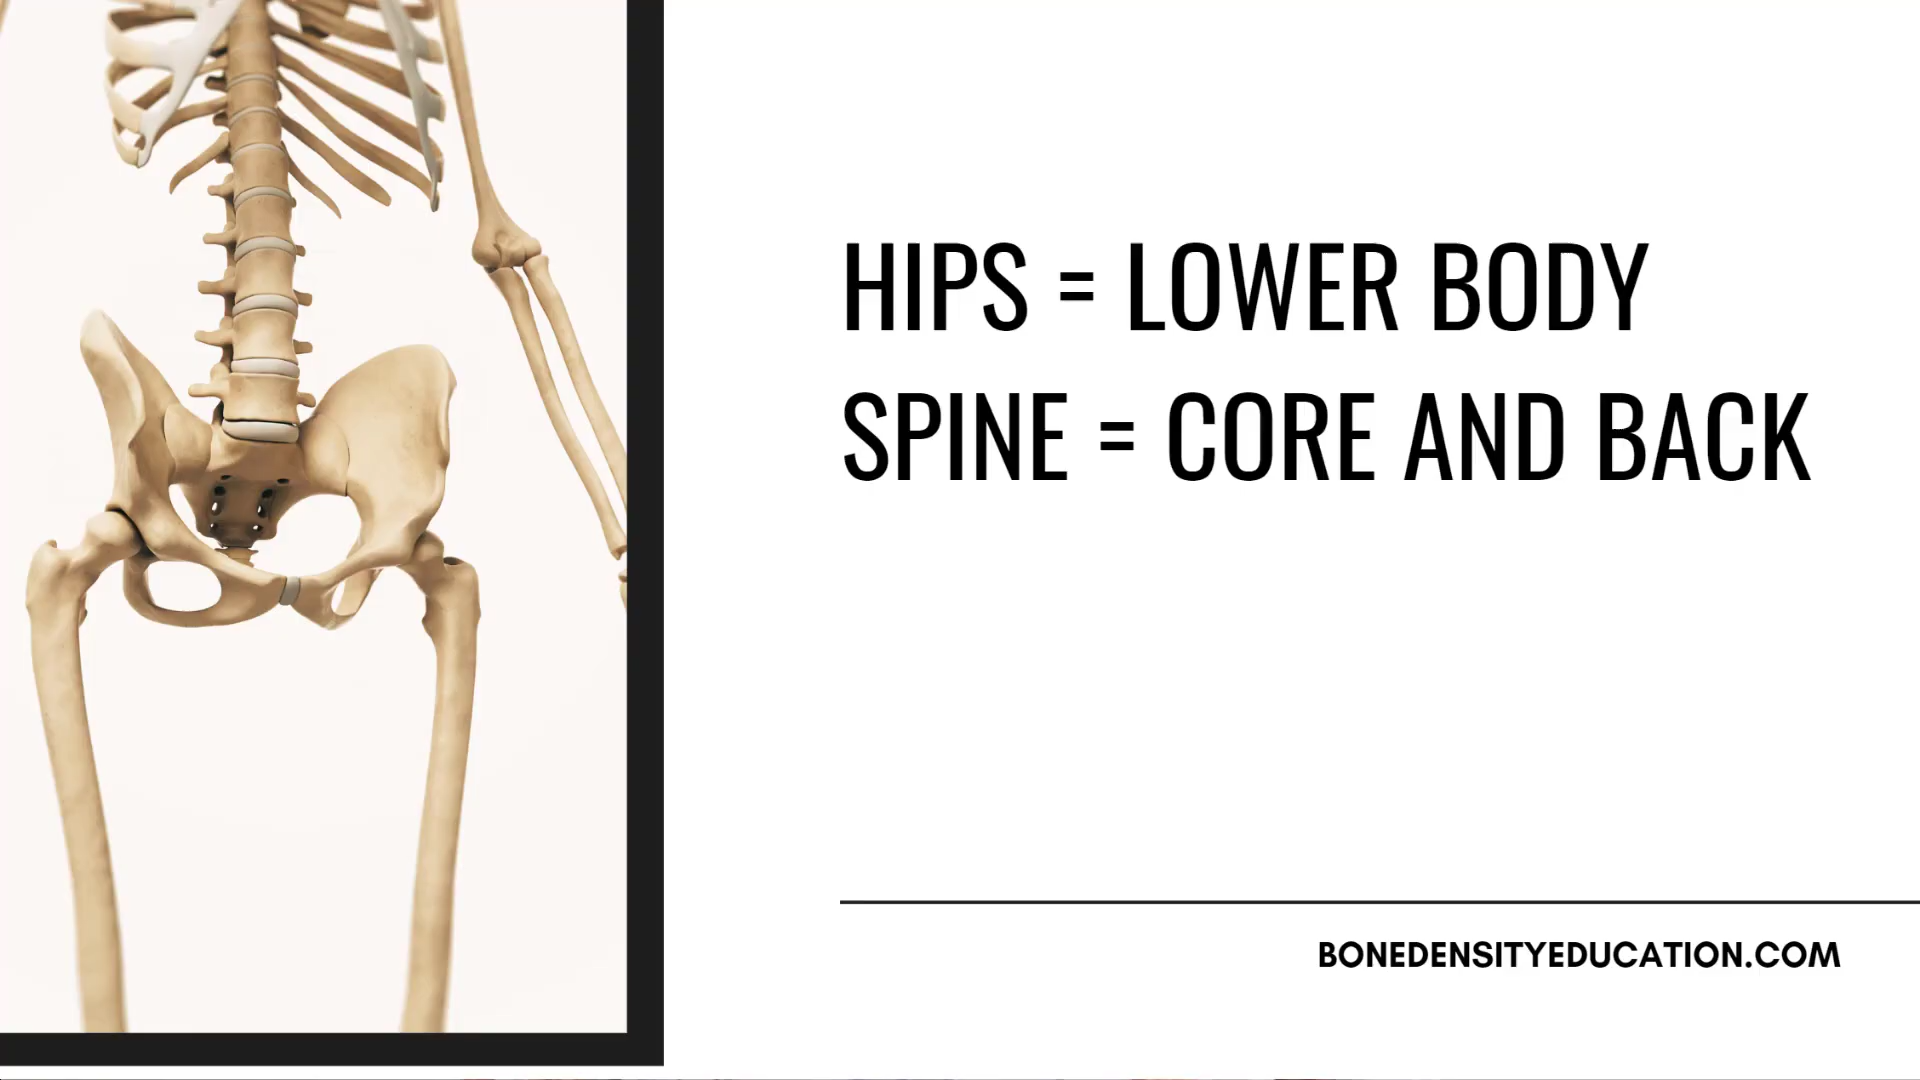 HIPS = LOWER BODY
SPINE = CORE AND BACK
BONEDENSITYEDUCATION.COM